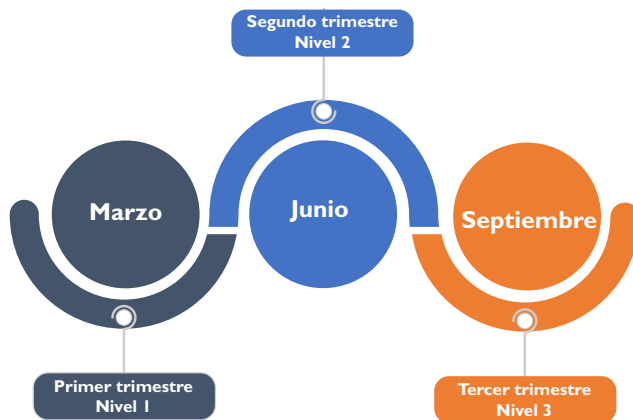 Segundo trimestre
Nivel 2
Marzo
Junio
Septiembre
Primer trimestre
Nivel 1
Tercer trimestre
Nivel 3